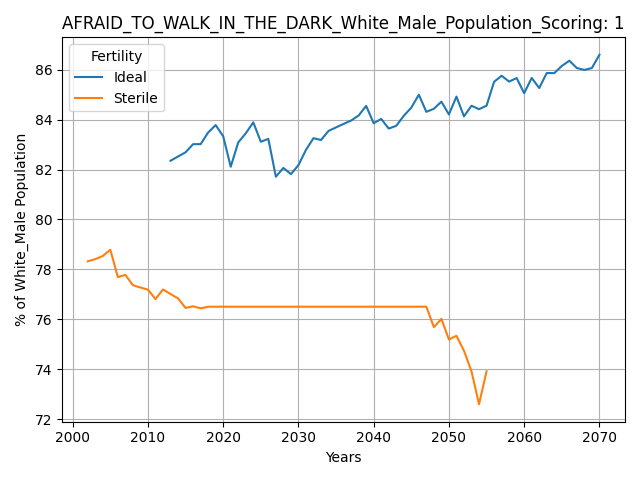 AFRAID_TO_WALK_IN_THE_DARK_White_Male_Population_Scoring: 1
Fertility
Ideal
Sterile
% of White_Male Population
86
84
82
80
78
76
74
72
2000 2010 2020 2030 2040 2050 2060 2070
Years